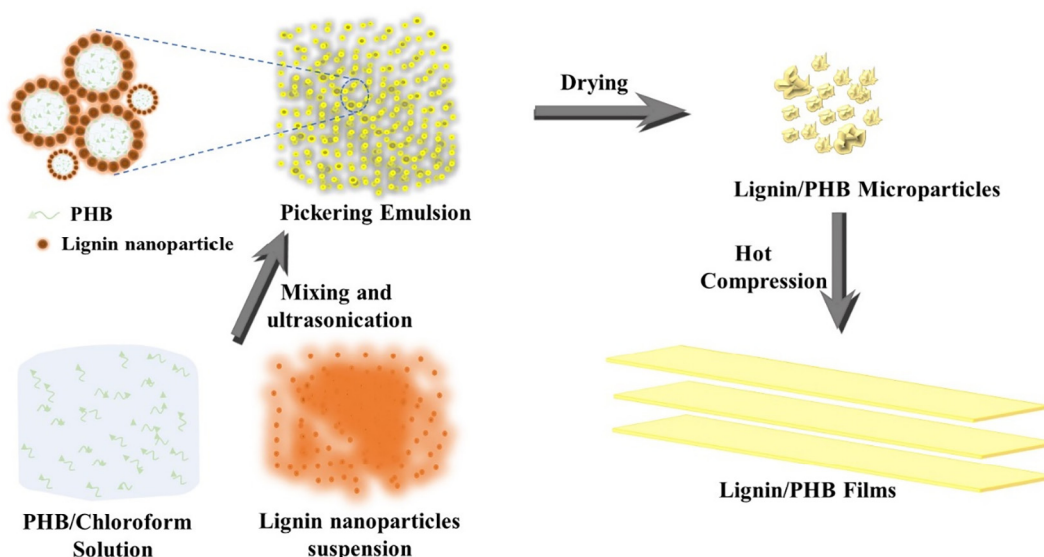 Drying
Lignin/PHB Microparticles
PHB
Lignin nanoparticle
Pickering Emulsion
Hot
Compression
Mixing and
ultrasonication
PHB/Chloroform
Solution
Lignin nanoparticles
suspension
Lignin/PHB Films